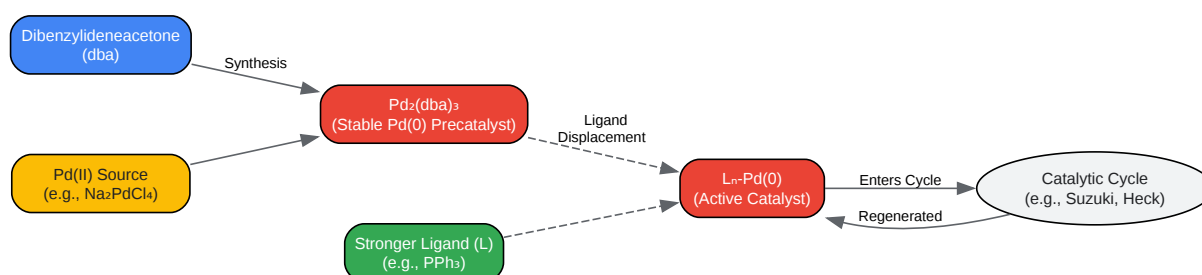 Dibenzylideneacetone
(dba)
Synthesis
Pd₂(dba)₃
(Stable Pd(0) Precatalyst)
Ligand
Displacement
Pd(II) Source
(e.g., Na₂PdCl₄)
Lₙ-Pd(0)
(Active Catalyst)
Enters Cycle
Regenerated
Catalytic Cycle
(e.g., Suzuki, Heck)
Stronger Ligand (L)
(e.g., PPh₃)